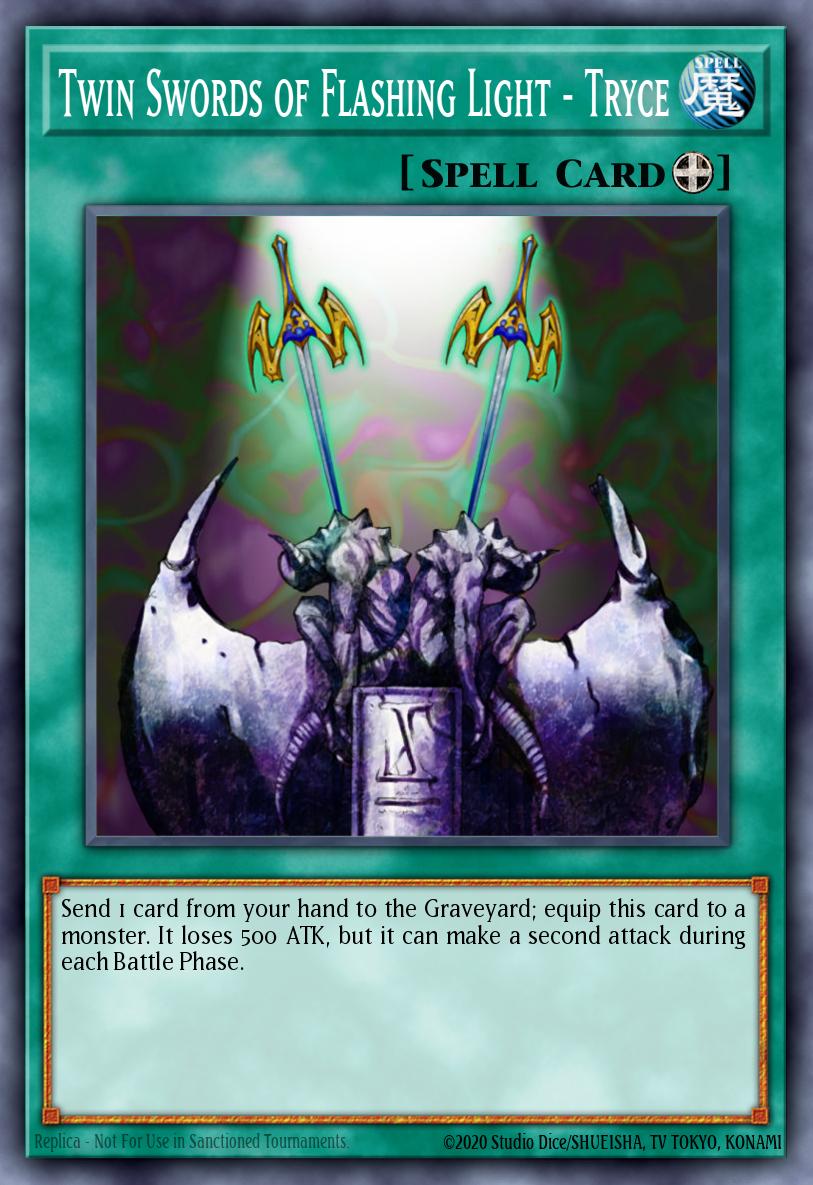 Twin Swords of Flashing Light - Tryce
SPELL
魔
[Spell Card]
Send 1 card from your hand to the Graveyard; equip this card to a
monster. It loses 500 ATK, but it can make a second attack during
each Battle Phase.
Replica - Not For Use in Sanctioned Tournaments.
©2020 Studio Dice/SHUEISHA, TV TOKYO, KONAMI